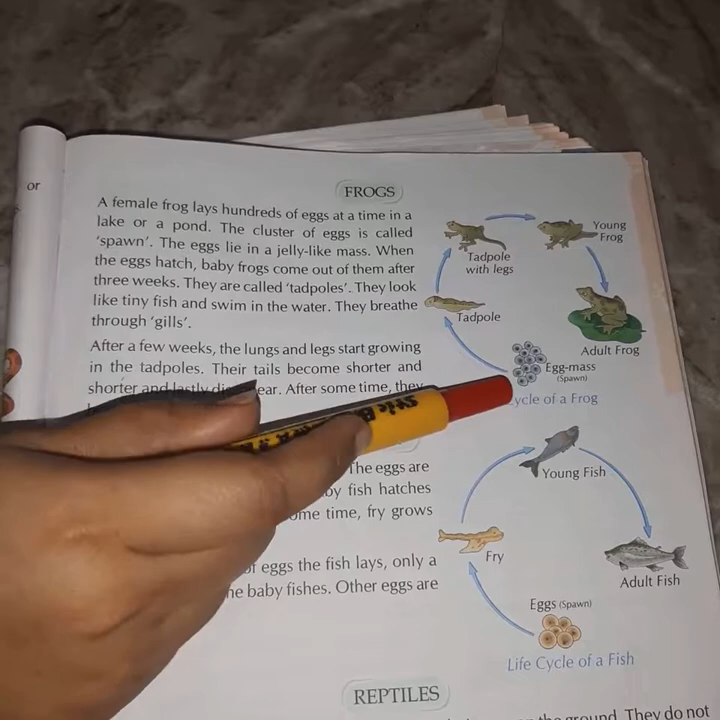 or
FROGS
A female frog lays hundreds of eggs at a time in a
lake or a pond. The cluster of eggs is called
'spawn'. The eggs lie in a jelly-like mass. When
the eggs hatch, baby frogs come out of them after
three weeks. They are called 'tadpoles'. They look
like tiny fish and swim in the water. They breathe
through 'gills'.
After a few weeks, the lungs and legs start growing
in the tadpoles. Their tails become shorter and
shorter and lastly ear. After some time, they
Young
Frog
Tadpole
with legs
Tadpole
Adult Frog
Egg-mass
(Spawn)
ycle of a Frog
The eggs are
by fish hatches
ome time, fry grows
of eggs the fish lays, only a
he baby fishes. Other eggs are
Young Fish
Fry
Adult Fish
Eggs (Spawn)
Life Cycle of a Fish
REPTILES
the ground. They do not